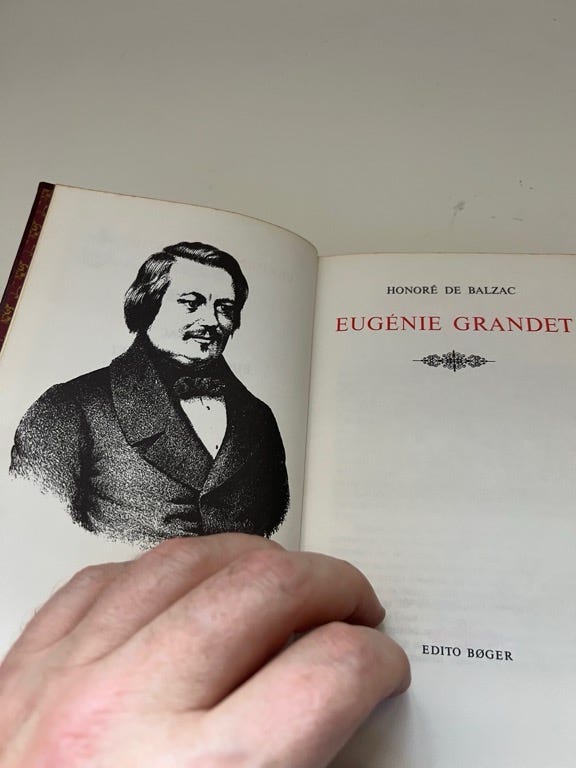 HONORÉ DE BALZAC
EUGÉNIE GRANDET
EDITO BØGER